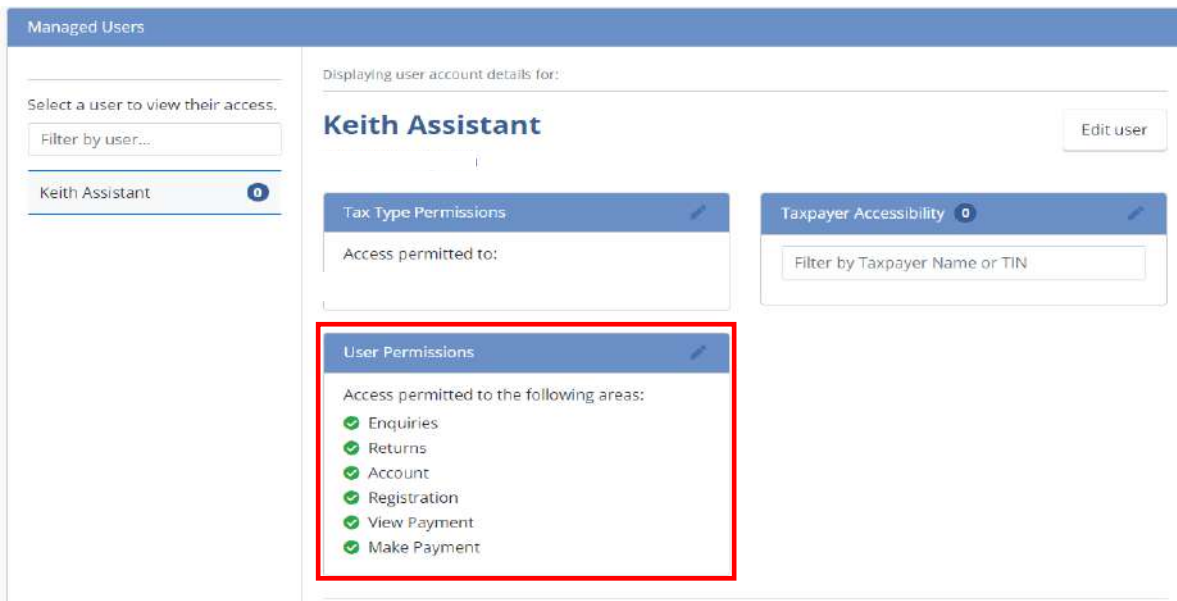 Managed Users
Select a user to view their access.
Filter by user...
Keith Assistant 0
Displaying user account details for:
Keith Assistant
Edit user
Tax Type Permissions
Access permitted to:
Taxpayer Accessibility 0
Filter by Taxpayer Name or TIN
User Permissions
Access permitted to the following areas:
Enquiries
Returns
Account
Registration
View Payment
Make Payment